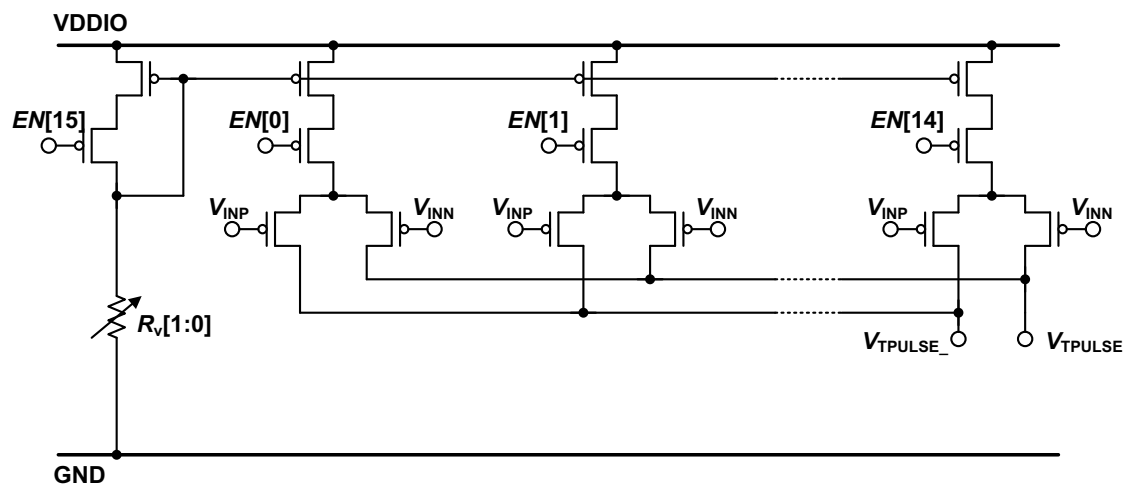 VDDIO
EN[15]
EN[0]
EN[1]
EN[14]
VINP
VINN
VINP
VINN
VINP
VINN
Rv[1:0]
VTPULSE_
VTPULSE
GND